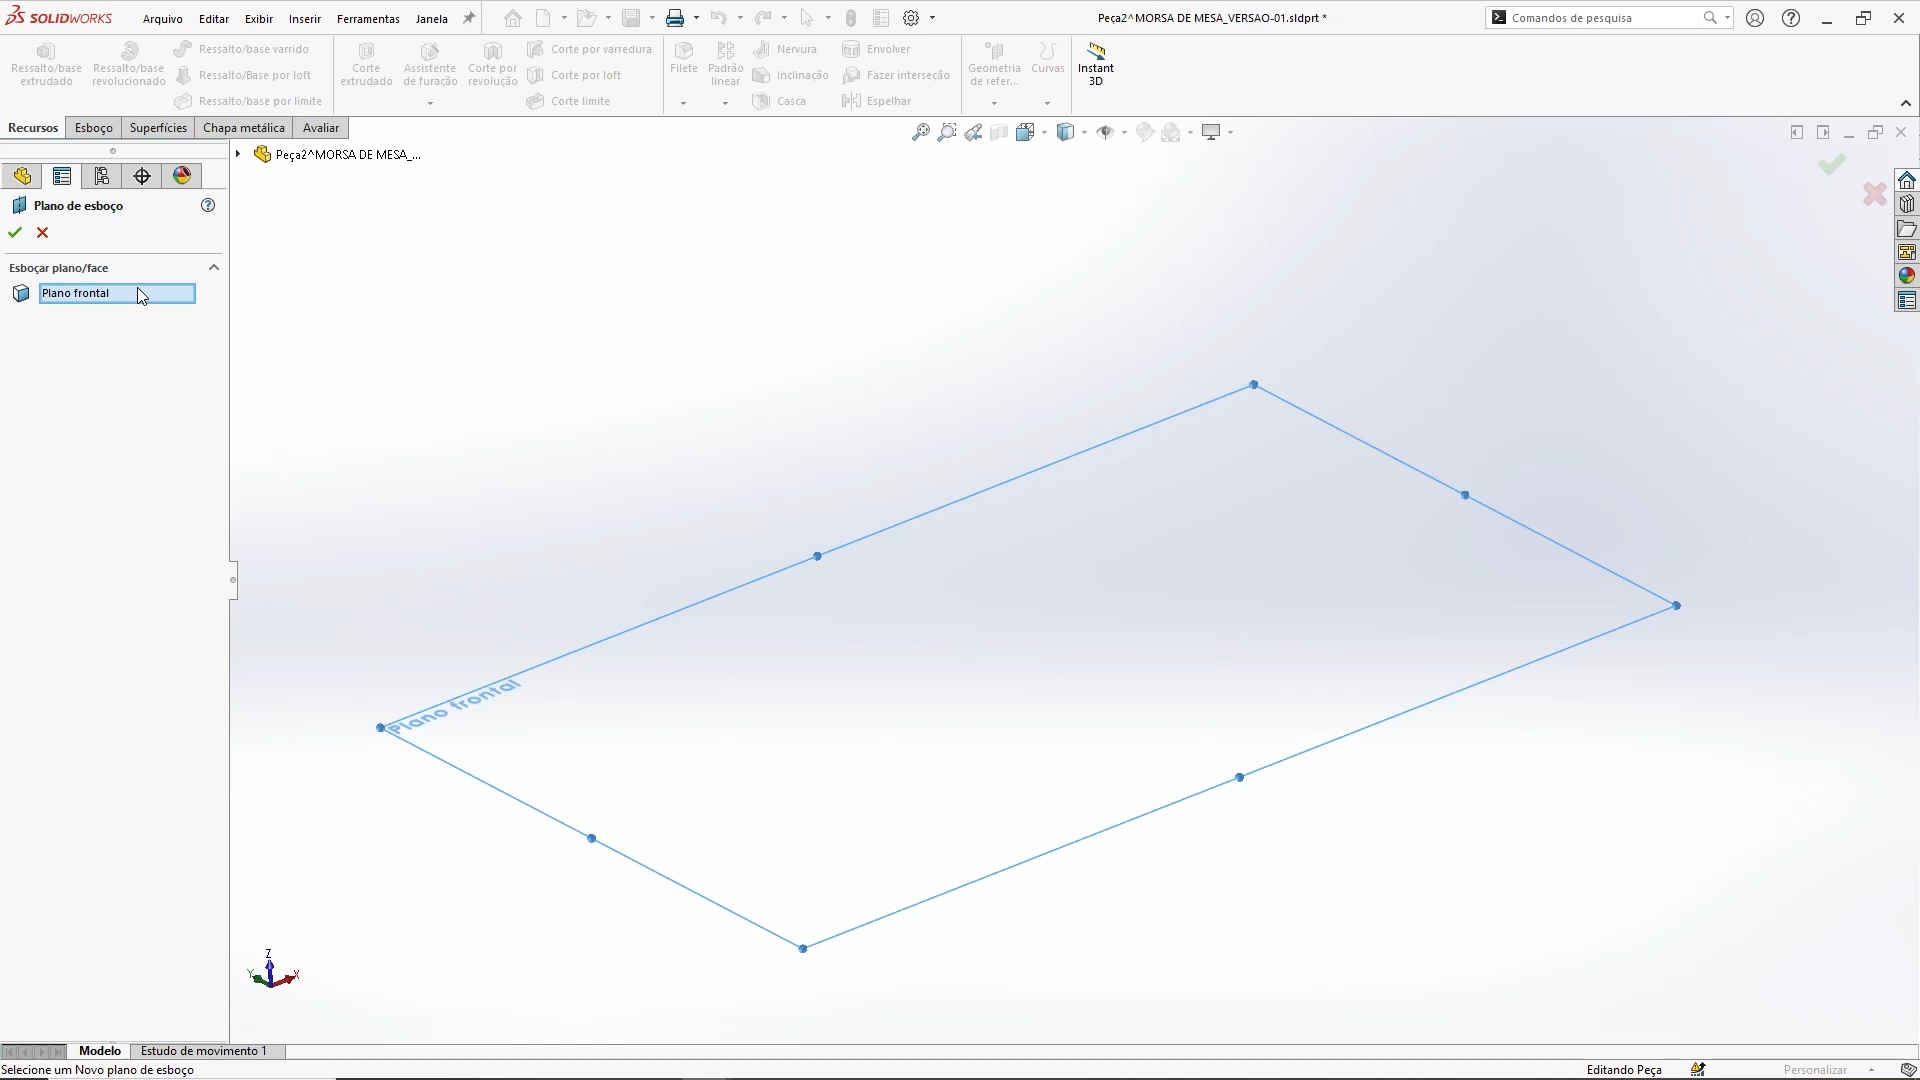 SOLIDWORKS
Arquivo Editar Exibir Inserir Ferramentas Janela
Peça2^MORSA DE MESA_VERSAO-01.sldprt *
Comandos de pesquisa
Ressalto/base extrudado
Ressalto/base revolucionado
Ressalto/base varrido
Ressalto/Base por loft
Ressalto/base por limite
Corte extrudado
Assistente de furação
Corte por revolução
Corte por varredura
Corte por loft
Corte limite
Filete
Padrão linear
Nervura
Inclinação
Casca
Envolver
Fazer interseção
Espelhar
Geometria de refer...
Curvas
Instant 3D
Recursos Esboço Superfícies Chapa metálica Avaliar
Peça2^MORSA DE MESA_...
Plano de esboço
Esboçar plano/face
Plano frontal
Plano frontal
Z
Y
X
Modelo Estudo de movimento 1
Selecione um Novo plano de esboço
Editando Peça
Personalizar